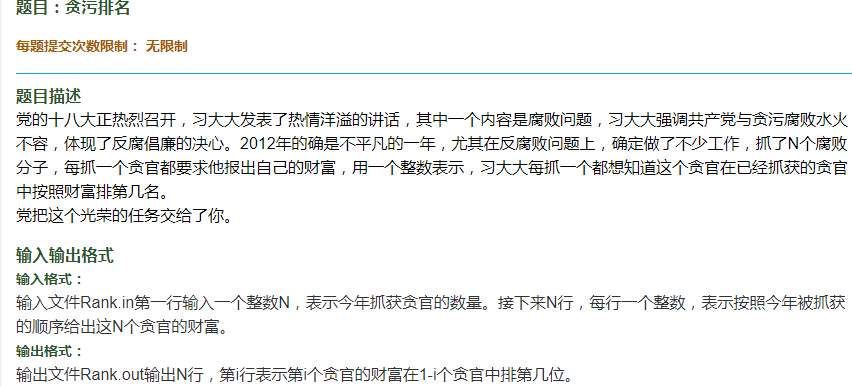 题目：贪污排名
每题提交次数限制： 无限制
题目描述
党的十八大正热烈召开，习大大发表了热情洋溢的讲话，其中一个内容是腐败问题，习大大强调共产党与贪污腐败水火
不容，体现了反腐倡廉的决心。2012年的确是不平凡的一年，尤其在反腐败问题上，确定做了不少工作，抓了N个腐败
分子，每抓一个贪官都要求他报出自己的财富，用一个整数表示，习大大每抓一个都想知道这个贪官在已经抓获的贪官
中按照财富排第几名。
党把这个光荣的任务交给了你。
输入输出格式
输入格式：
输入文件Rank.in第一行输入一个整数N，表示今年抓获贪官的数量。接下来N行，每行一个整数，表示按照今年被抓获
的顺序给出这N个贪官的财富。
输出格式：
输出文件Rank.out输出N行，第i行表示第i个贪官的财富在1-i个贪官中排第几位。